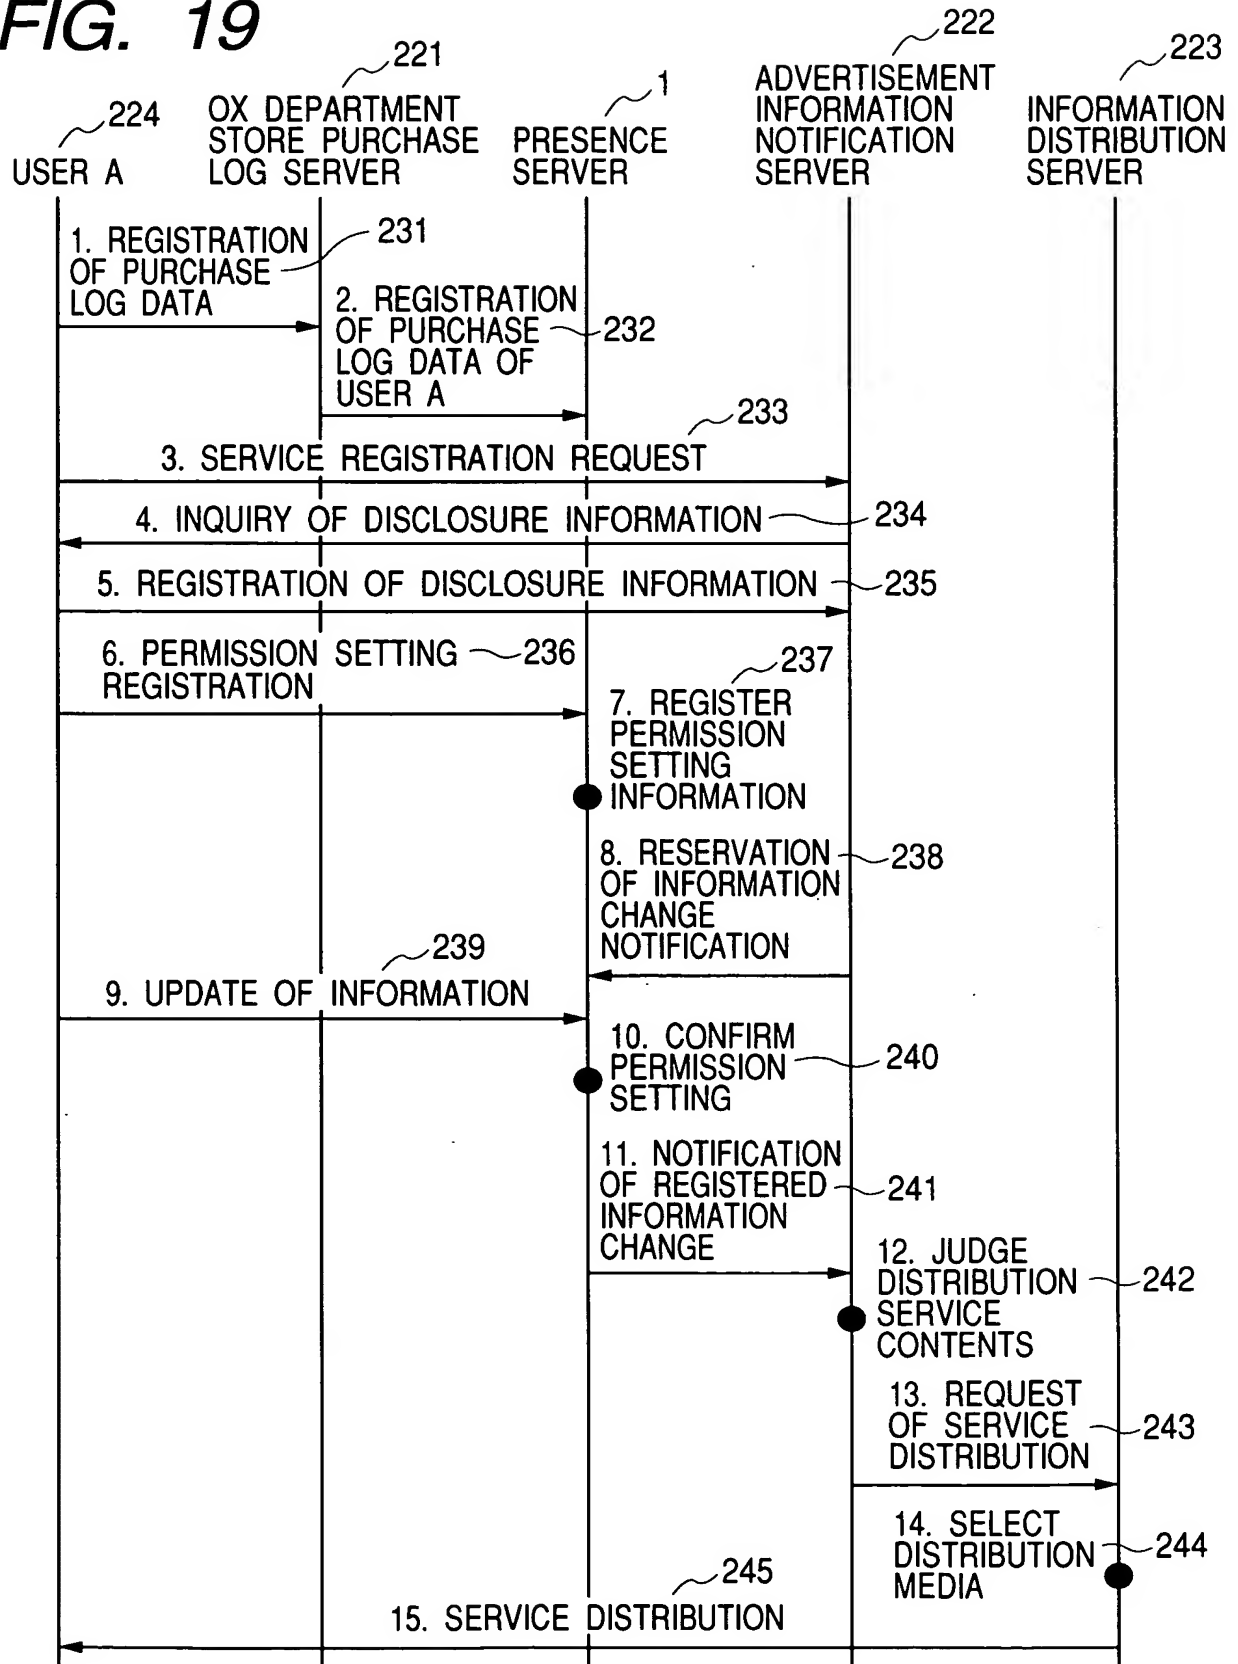 FIG. 19
224
USER A
221
OX DEPARTMENT
STORE PURCHASE
LOG SERVER
1
PRESENCE
SERVER
222
ADVERTISEMENT
INFORMATION
NOTIFICATION
SERVER
223
INFORMATION
DISTRIBUTION
SERVER
1. REGISTRATION
OF PURCHASE
LOG DATA
231
2. REGISTRATION
OF PURCHASE
LOG DATA OF
USER A
232
233
3. SERVICE REGISTRATION REQUEST
4. INQUIRY OF DISCLOSURE INFORMATION
234
5. REGISTRATION OF DISCLOSURE INFORMATION
235
6. PERMISSION SETTING
REGISTRATION
236
237
7. REGISTER
PERMISSION
SETTING
INFORMATION
8. RESERVATION
OF INFORMATION
CHANGE
NOTIFICATION
238
239
9. UPDATE OF INFORMATION
10. CONFIRM
PERMISSION
SETTING
240
11. NOTIFICATION
OF REGISTERED
INFORMATION
CHANGE
241
12. JUDGE
DISTRIBUTION
SERVICE
CONTENTS
242
13. REQUEST
OF SERVICE
DISTRIBUTION
243
14. SELECT
DISTRIBUTION
MEDIA
244
245
15. SERVICE DISTRIBUTION